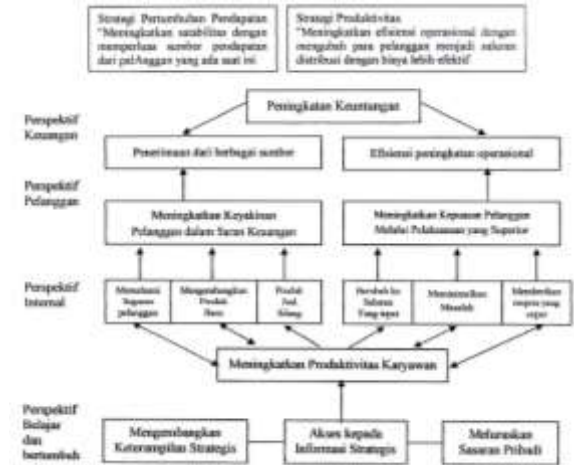 Strategi Pertumbuhan Pendapatan
"Meningkatkan satabilitas dengan
memperluas sumber pendapatan
dari pelAnggan yang ada saat ini
Strategi Produktivitas
"Meningkatkan efisiensi operasional dengan
mengubah para pelanggan menjadi saluran
distribusi dengan biaya lebih efektif
Peningkatan Keuntungan
Perspektif
Keuangan
Penerimaan dari berbagai sumber
Efisiensi peningkatan operasional
Perspektif
Pelanggan
Meningkatkan Keyakinan
Pelanggan dalam Saran Keuangan
Meningkatkan Kepuasan Pelanggan
Melalui Pelaksanaan yang Superior
Perspektif
Internal
Memahami
Segmen
pelanggan
Mengembangkan
Produk
Baru
Produk
Jual
Silang
Berubah ke
Saluran
Yang tepat
Meminimalkan
Masalah
Memberikan
respons yang
cepat
Meningkatkan Produktivitas Karyawan
Perspektif
Belajar
dan
bertumbuh
Mengembangkan
Keterampilan Strategis
Akses kepada
Informasi Strategis
Sasaran Pribadi